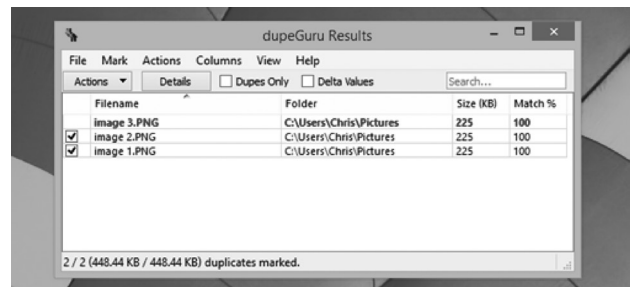 dupeGuru Results
File Mark Actions Columns View Help
Actions Details Dupes Only Delta Values Search...
Filename Folder Size (KB) Match %
image 3.PNG C:\Users\Chris\Pictures 225 100
image 2.PNG C:\Users\Chris\Pictures 225 100
image 1.PNG C:\Users\Chris\Pictures 225 100
2 / 2 (448.44 KB / 448.44 KB) duplicates marked.